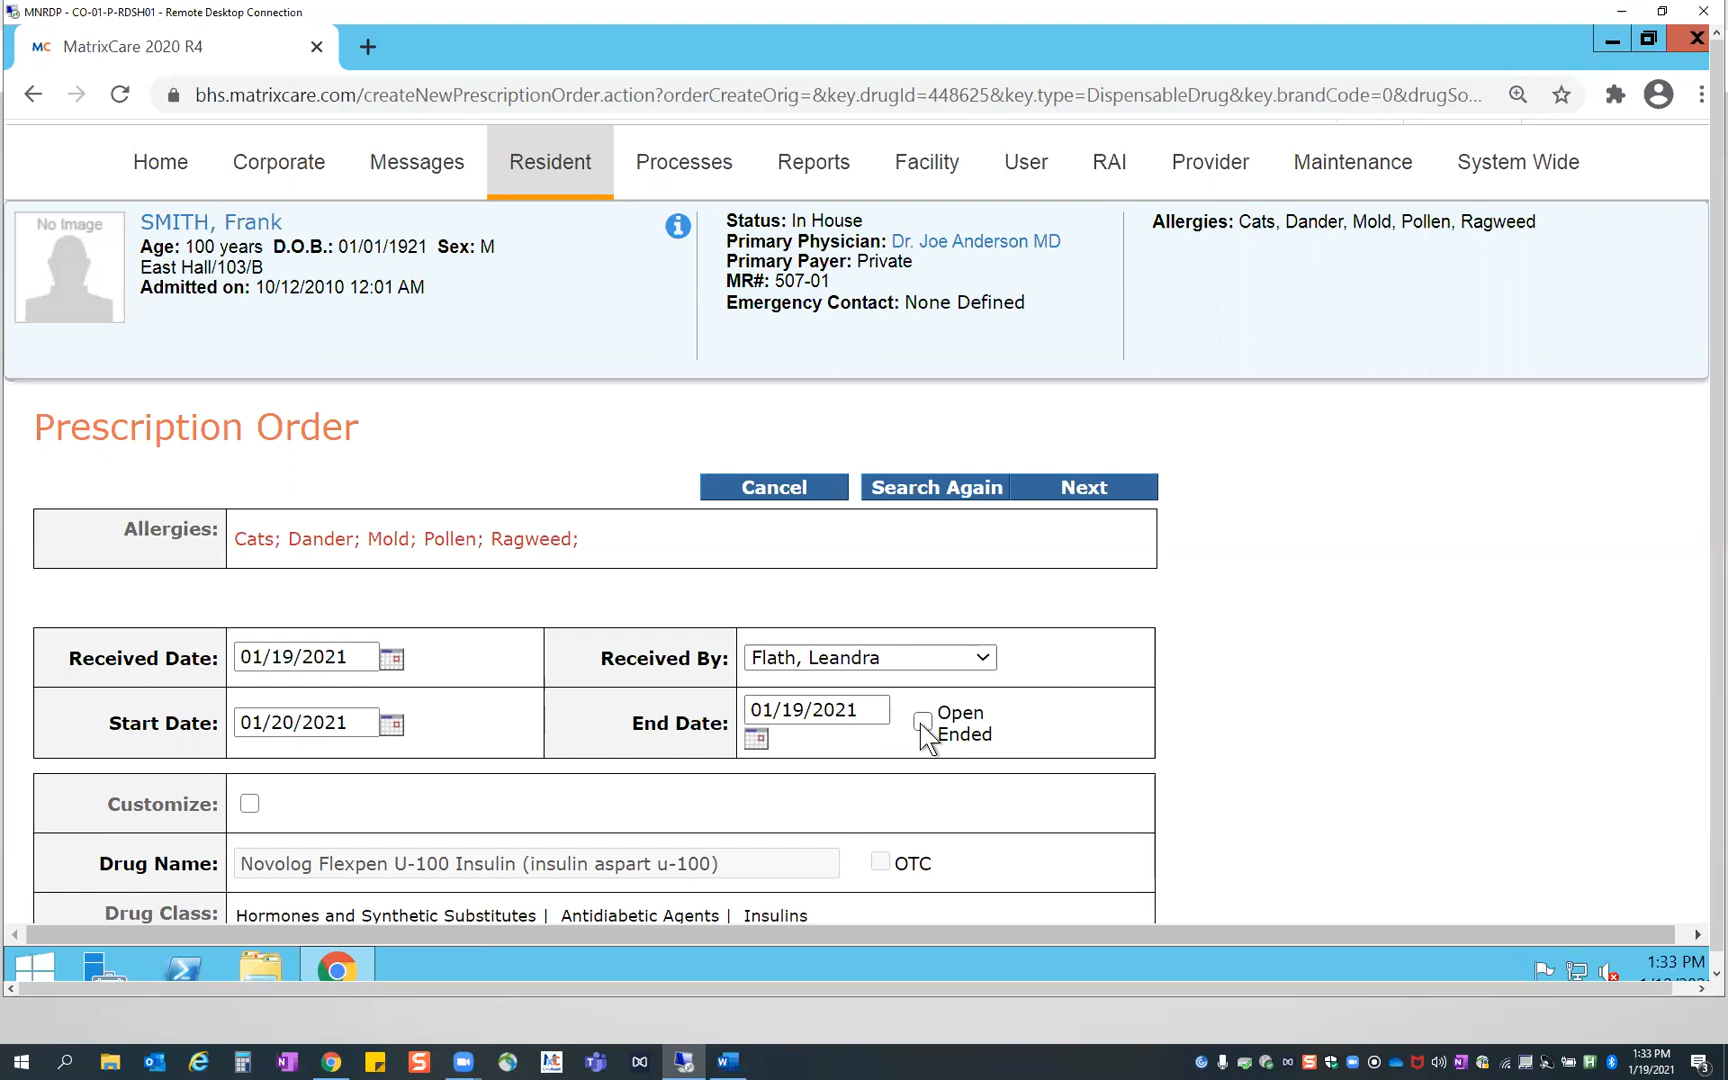 MNRDP - CO-01-P-RDSH01 - Remote Desktop Connection
MC MatrixCare 2020 R4
bhs.matrixcare.com/createNewPrescriptionOrder.action?orderCreateOrig=&key.drugId=448625&key.type=DispensableDrug&key.brandCode=0&drugSo...
Home Corporate Messages Resident Processes Reports Facility User RAI Provider Maintenance System Wide
No Image
SMITH, Frank
Age: 100 years D.O.B.: 01/01/1921 Sex: M
East Hall/103/B
Admitted on: 10/12/2010 12:01 AM
Status: In House
Primary Physician: Dr. Joe Anderson MD
Primary Payer: Private
MR#: 507-01
Emergency Contact: None Defined
Allergies: Cats, Dander, Mold, Pollen, Ragweed
Prescription Order
Cancel Search Again Next
Allergies: Cats; Dander; Mold; Pollen; Ragweed;
Received Date: 01/19/2021 Received By: Flath, Leandra
Start Date: 01/20/2021 End Date: 01/19/2021 Open Ended
Customize:
Drug Name: Novolog Flexpen U-100 Insulin (insulin aspart u-100) OTC
Drug Class: Hormones and Synthetic Substitutes | Antidiabetic Agents | Insulins
1:33 PM
1:33 PM
1/19/2021